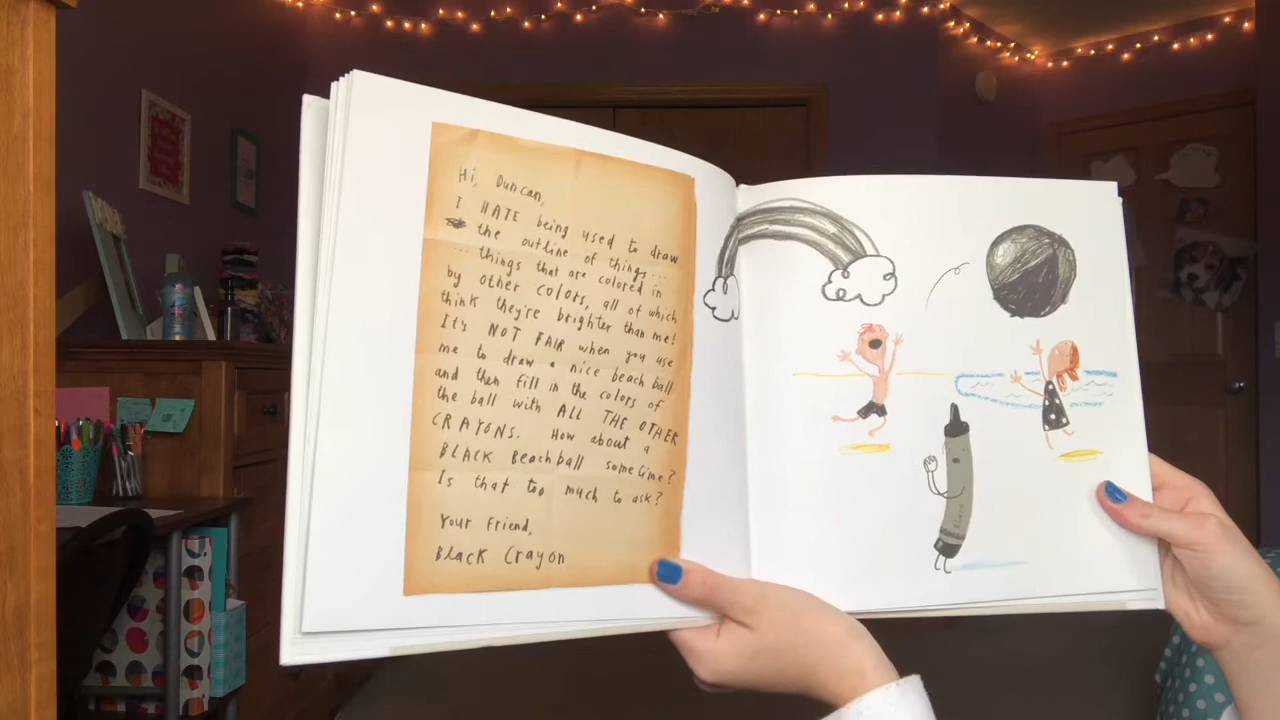 Hi, Duncan,
I HATE being used to draw
the outline of things...
...things that are colored in
by other colors, all of which
think they're brighter than me!
It's NOT FAIR when you use
me to draw a nice beach ball
and then fill in the colors of
the ball with ALL THE OTHER
CRAYONS. How about a
BLACK Beach ball sometime?
Is that too much to ask?
Your friend,
Black Crayon
black